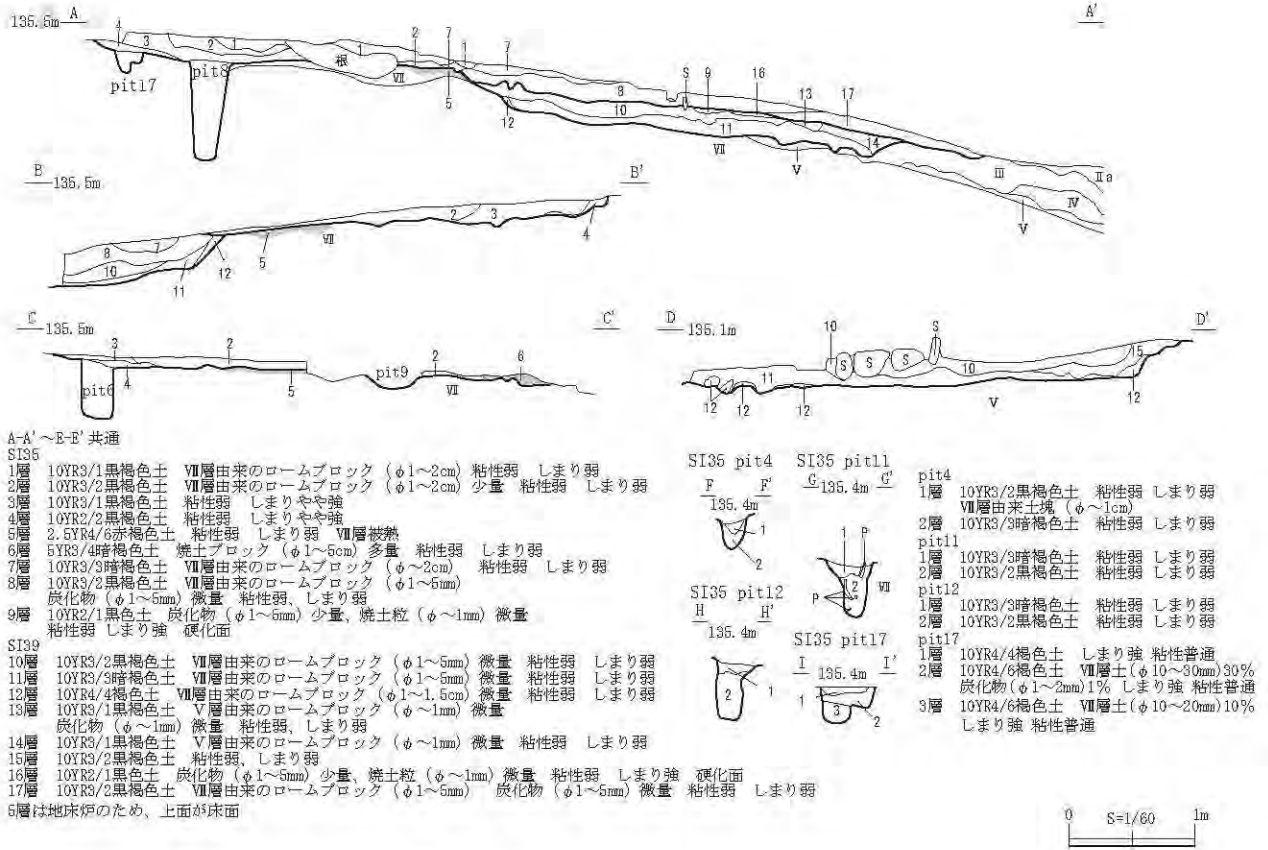 A
135.5m
A'
4
3
2
1
1
2
7
1
7
8
S
9
16
13
17
根
pit17
pit8
Ⅶ
5
12
10
11
Ⅶ
14
Ⅴ
Ⅲ
Ⅱa
Ⅳ
Ⅴ
B
135.5m
B'
8
7
10
11
12
5
Ⅶ
2
3
4
C
135.5m
C'
3
2
4
pit6
5
pit9
2
Ⅶ
6
D
135.1m
D'
10
S
S
S
S
11
10
15
12
12
12
Ⅴ
12
A-A'～E-E'共通
SI35
1層 10YR3/1黒褐色土 Ⅶ層由来のロームブロック (φ1～2cm) 粘性弱 しまり弱
2層 10YR3/2黒褐色土 Ⅶ層由来のロームブロック (φ1～2cm) 少量 粘性弱 しまり弱
3層 10YR3/1黒褐色土 粘性弱 しまりやや強
4層 10YR2/2黒褐色土 粘性弱 しまりやや強
5層 2.5YR4/6赤褐色土 粘性弱 しまり弱 Ⅶ層被熱
6層 5YR3/4暗褐色土 焼土ブロック (φ1～5cm) 多量 粘性弱 しまり弱
7層 10YR3/3暗褐色土 Ⅶ層由来のロームブロック (φ～2cm) 粘性弱 しまり弱
8層 10YR3/2黒褐色土 Ⅶ層由来のロームブロック (φ1～5mm)
炭化物 (φ1～5mm) 微量 粘性弱、しまり弱
9層 10YR2/1黒色土 炭化物 (φ1～5mm) 少量、焼土粒 (φ～1mm) 微量
粘性弱 しまり強 硬化面
SI39
10層 10YR3/2黒褐色土 Ⅶ層由来のロームブロック (φ1～5mm) 微量 粘性弱 しまり弱
11層 10YR3/3暗褐色土 Ⅶ層由来のロームブロック (φ1～5mm) 微量 粘性弱 しまり弱
12層 10YR4/4褐色土 Ⅶ層由来のロームブロック (φ1～1.5cm) 微量 粘性弱 しまり弱
13層 10YR3/1黒褐色土 Ⅴ層由来のロームブロック (φ～1mm) 微量
炭化物 (φ～1mm) 微量 粘性弱、しまり弱
14層 10YR3/1黒褐色土 Ⅴ層由来のロームブロック (φ～1mm) 微量 粘性弱 しまり弱
15層 10YR3/2黒褐色土 粘性弱、しまり弱
16層 10YR2/1黒色土 炭化物 (φ1～5mm) 少量、焼土粒 (φ～1mm) 微量 粘性弱 しまり強 硬化面
17層 10YR3/2黒褐色土 Ⅶ層由来のロームブロック (φ1～5mm) 炭化物 (φ1～5mm) 微量 粘性弱 しまり弱
5層は地床炉のため、上面が床面
SI35 pit4
F
F'
135.4m
1
2
SI35 pit11
G
135.4m
G'
1
P
2
P
Ⅶ
SI35 pit12
H
H'
135.4m
1
2
SI35 pit17
I
135.4m
I'
1
3
2
pit4
1層 10YR3/2黒褐色土 粘性弱 しまり弱
Ⅶ層由来土塊 (φ～1cm)
2層 10YR3/3暗褐色土 粘性弱 しまり弱
pit11
1層 10YR3/3暗褐色土 粘性弱 しまり弱
2層 10YR3/2黒褐色土 粘性弱 しまり弱
pit12
1層 10YR3/3暗褐色土 粘性弱 しまり弱
2層 10YR3/2黒褐色土 粘性弱 しまり弱
pit17
1層 10YR4/4褐色土 しまり強 粘性普通
2層 10YR4/6褐色土 Ⅶ層土(φ10～30mm)30%
炭化物(φ1～2mm)1% しまり強 粘性普通
3層 10YR4/6褐色土 Ⅶ層土(φ10～20mm)10%
しまり強 粘性普通
0
S=1/60
1m